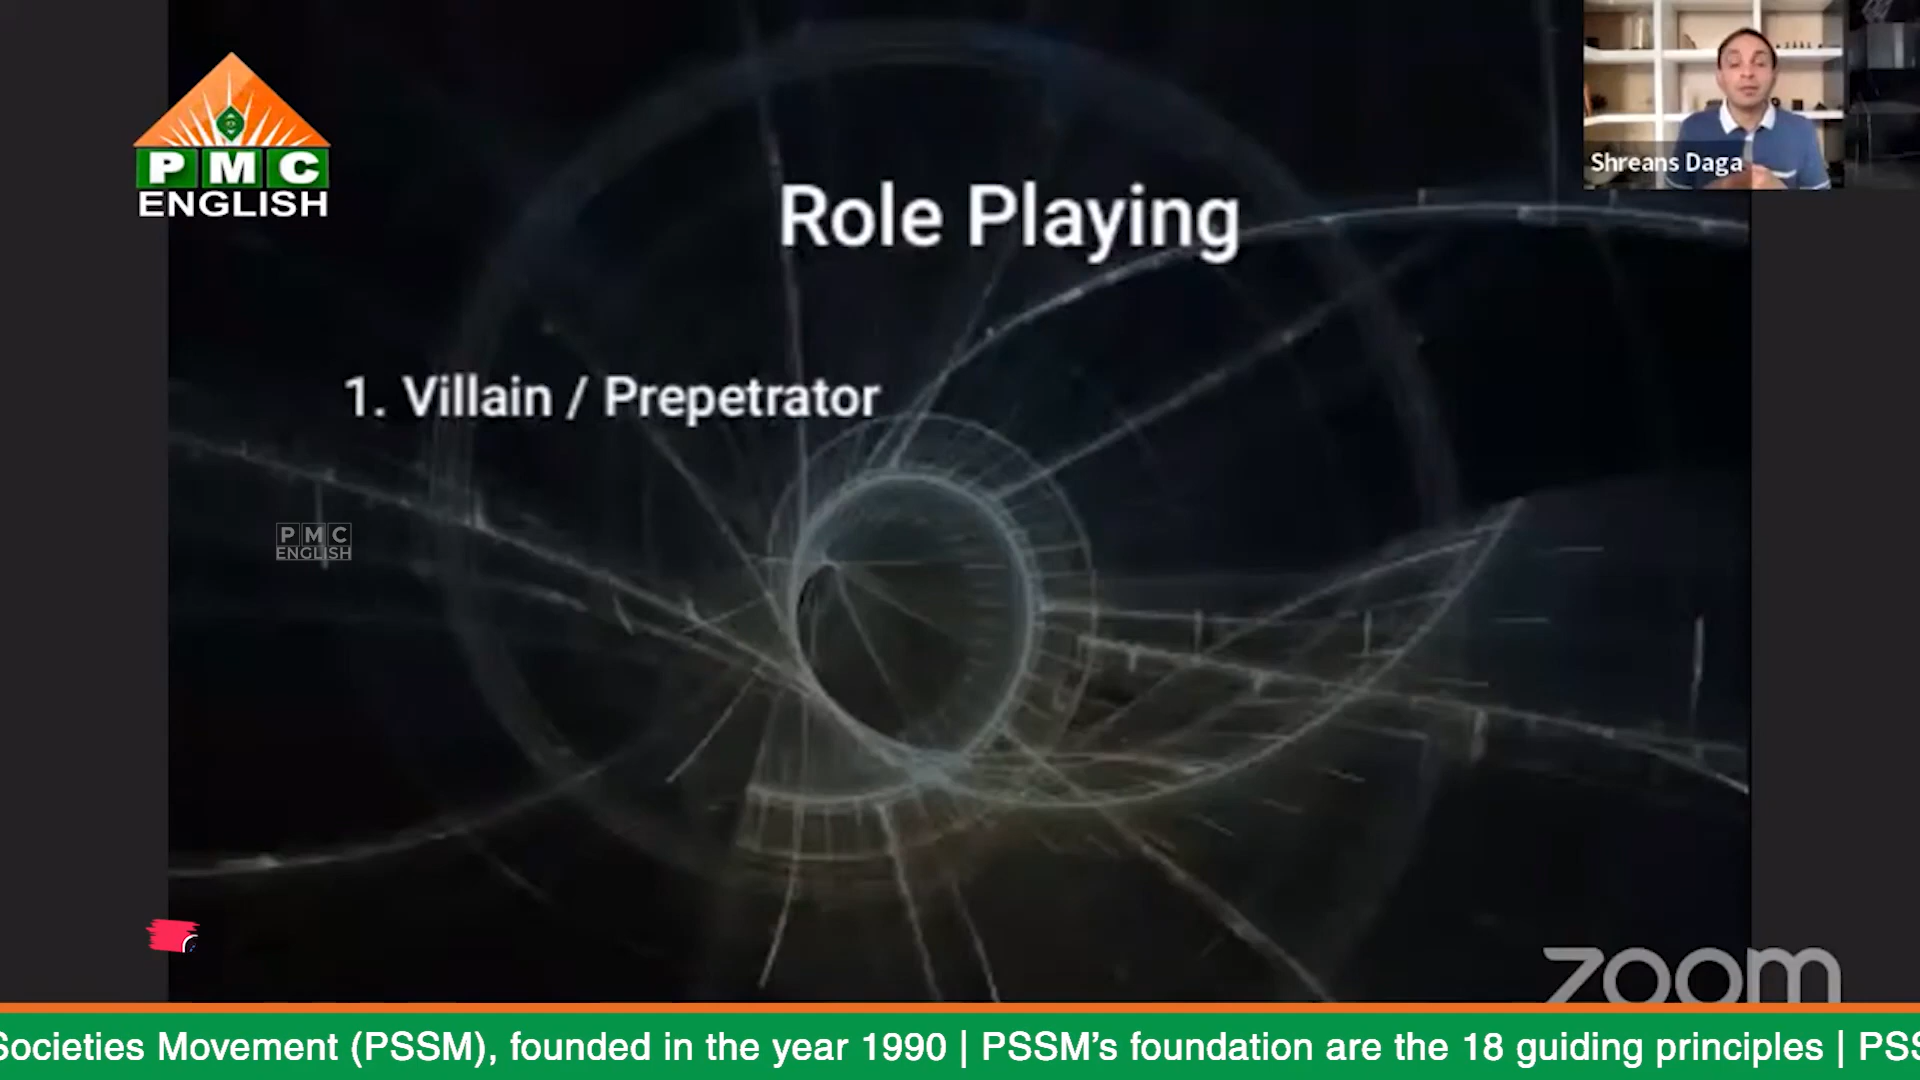 PMC
ENGLISH
Shreans Daga
Role Playing
1. Villain / Prepetrator
PMC
ENGLISH
zoom
Societies Movement (PSSM), founded in the year 1990 | PSSM's foundation are the 18 guiding principles | PSS